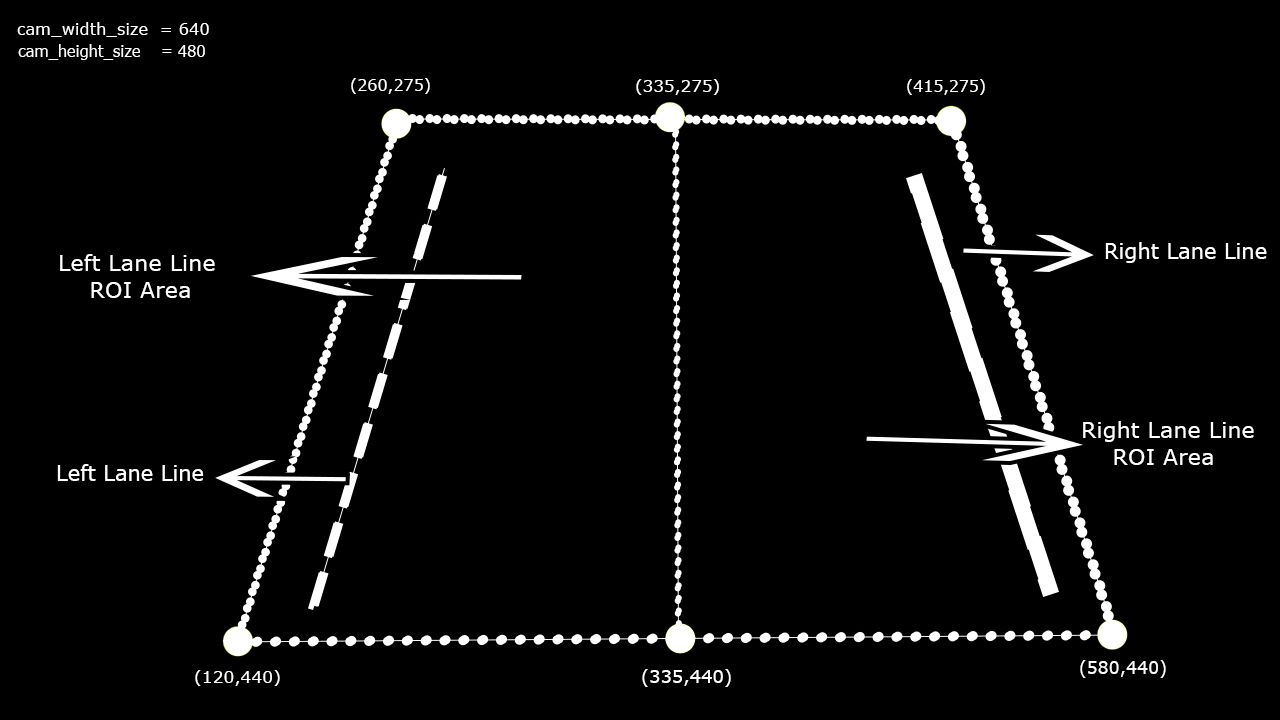 cam_width_size = 640
cam_height_size = 480
(260,275)
(335,275)
(415,275)
Left Lane Line
ROI Area
Right Lane Line
Right Lane Line
ROI Area
Left Lane Line
(120,440)
(335,440)
(580,440)